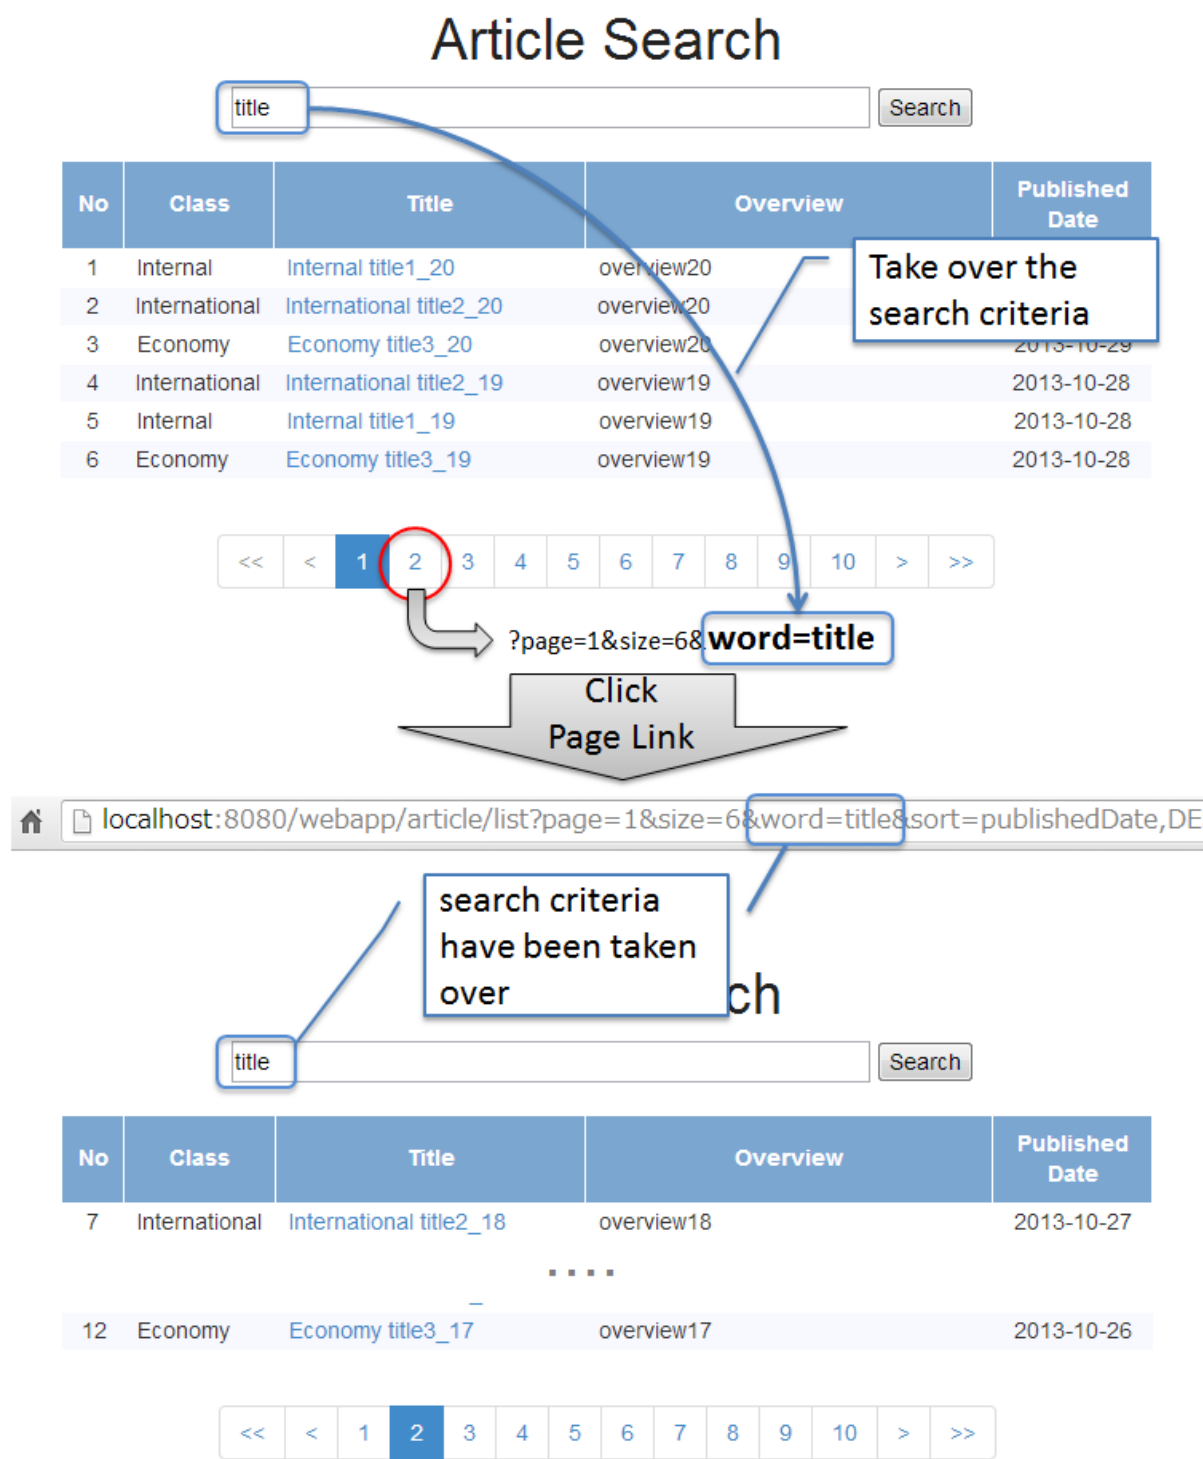 Article Search
title Search
No Class Title Overview Published Date
1 Internal Internal title1_20 overview20
2 International International title2_20 overview20
3 Economy Economy title3_20 overview20 2013-10-29
4 International International title2_19 overview19 2013-10-28
5 Internal Internal title1_19 overview19 2013-10-28
6 Economy Economy title3_19 overview19 2013-10-28
Take over the
search criteria
<< < 1 2 3 4 5 6 7 8 9 10 > >>
?page=1&size=6&word=title
Click
Page Link
localhost:8080/webapp/article/list?page=1&size=6&word=title&sort=publishedDate,DE
search criteria
have been taken
over
ch
title Search
No Class Title Overview Published Date
7 International International title2_18 overview18 2013-10-27
....
12 Economy Economy title3_17 overview17 2013-10-26
<< < 1 2 3 4 5 6 7 8 9 10 > >>